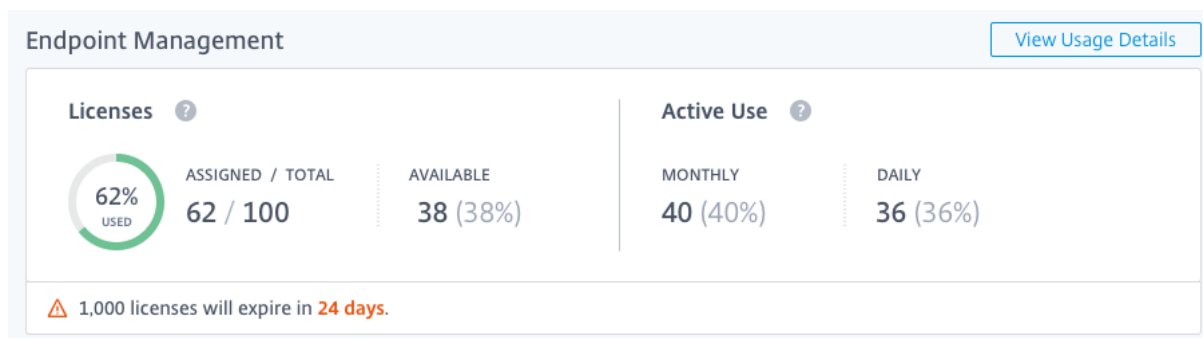 Endpoint Management
View Usage Details
Licenses ?
Active Use ?
62%
USED
ASSIGNED / TOTAL
62 / 100
AVAILABLE
38 (38%)
MONTHLY
40 (40%)
DAILY
36 (36%)
1,000 licenses will expire in 24 days.